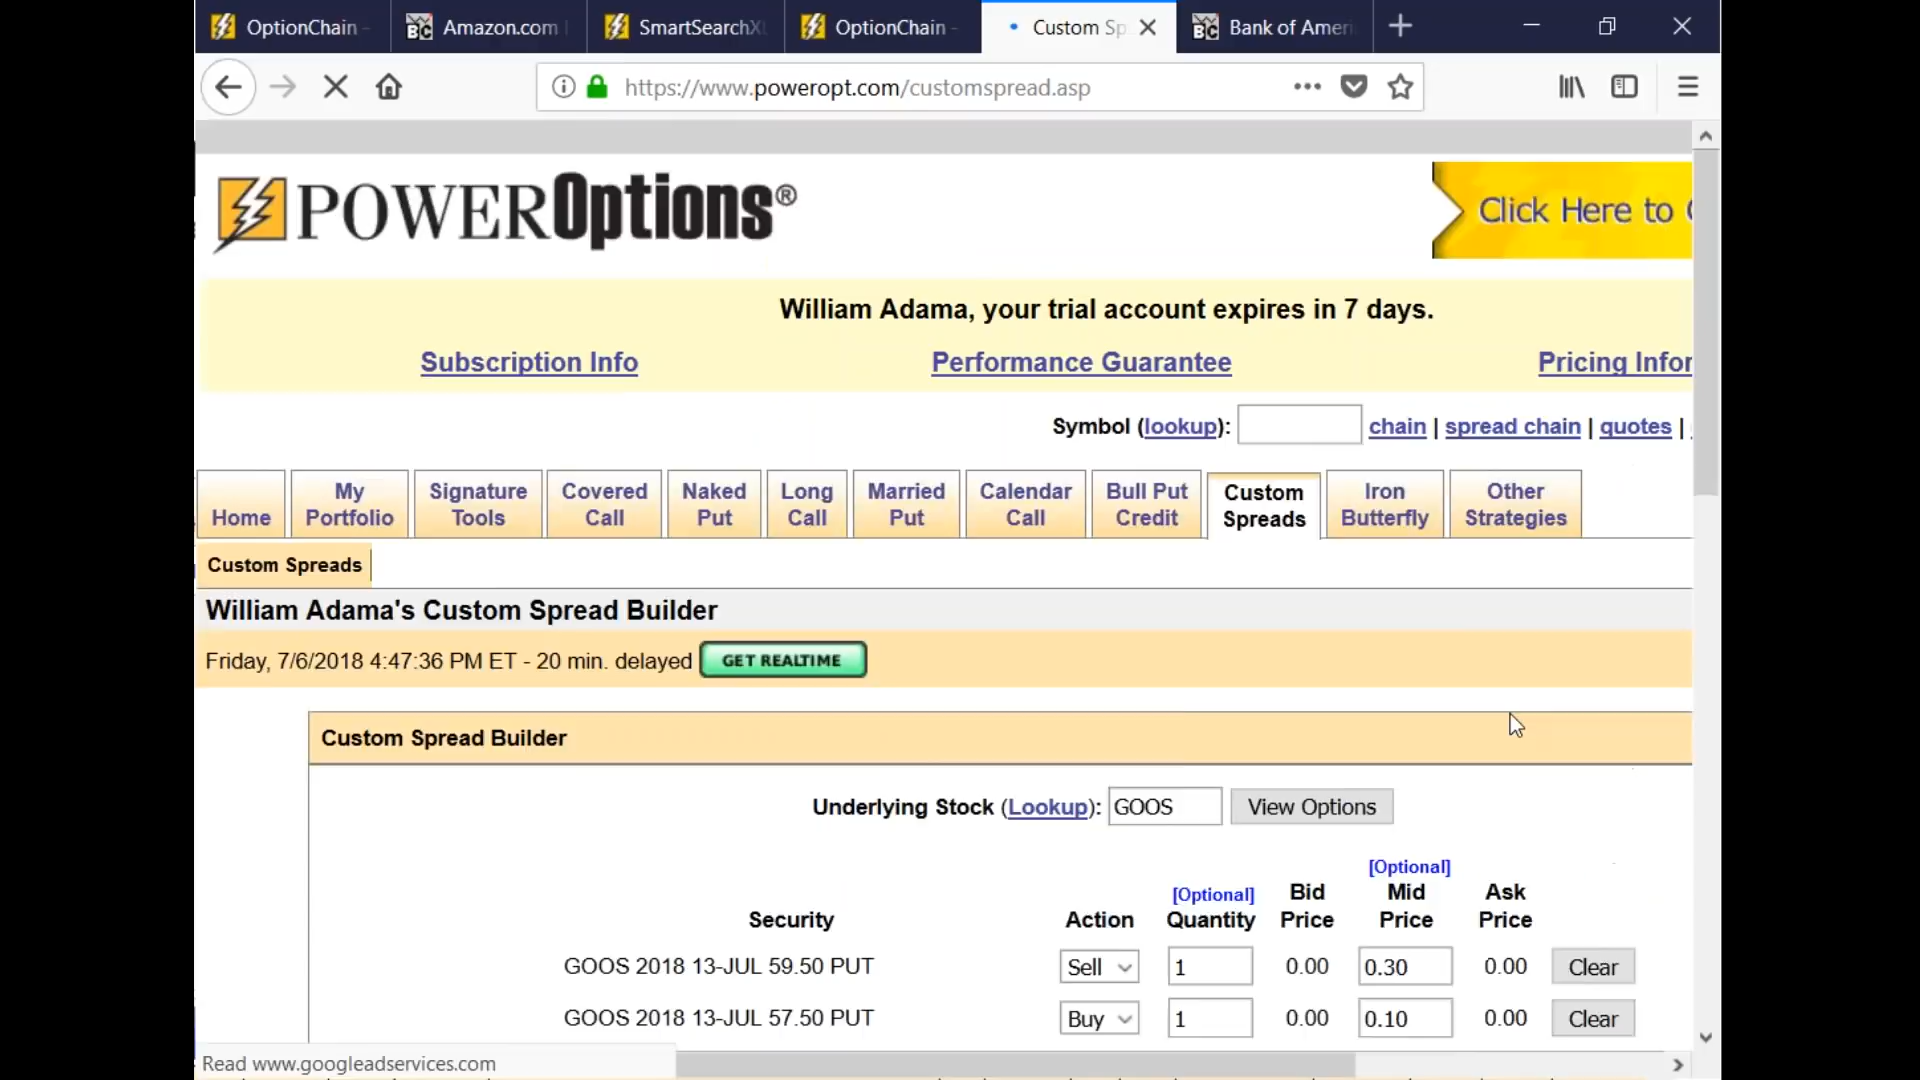 OptionChain -
Amazon.com |
SmartSearchXL
OptionChain -
Custom Sp
Bank of Ameri
https://www.poweropt.com/customspread.asp
POWEROptions®
Click Here to
William Adama, your trial account expires in 7 days.
Subscription Info
Performance Guarantee
Pricing Infor
Symbol (lookup):
chain | spread chain | quotes |
Home
My Portfolio
Signature Tools
Covered Call
Naked Put
Long Call
Married Put
Calendar Call
Bull Put Credit
Custom Spreads
Iron Butterfly
Other Strategies
Custom Spreads
William Adama's Custom Spread Builder
Friday, 7/6/2018 4:47:36 PM ET - 20 min. delayed GET REALTIME
Custom Spread Builder
Underlying Stock (Lookup): GOOS View Options
Security
Action
[Optional] Quantity
Bid Price
[Optional] Mid Price
Ask Price
GOOS 2018 13-JUL 59.50 PUT Sell 1 0.00 0.30 0.00 Clear
GOOS 2018 13-JUL 57.50 PUT Buy 1 0.00 0.10 0.00 Clear
Read www.googleadservices.com